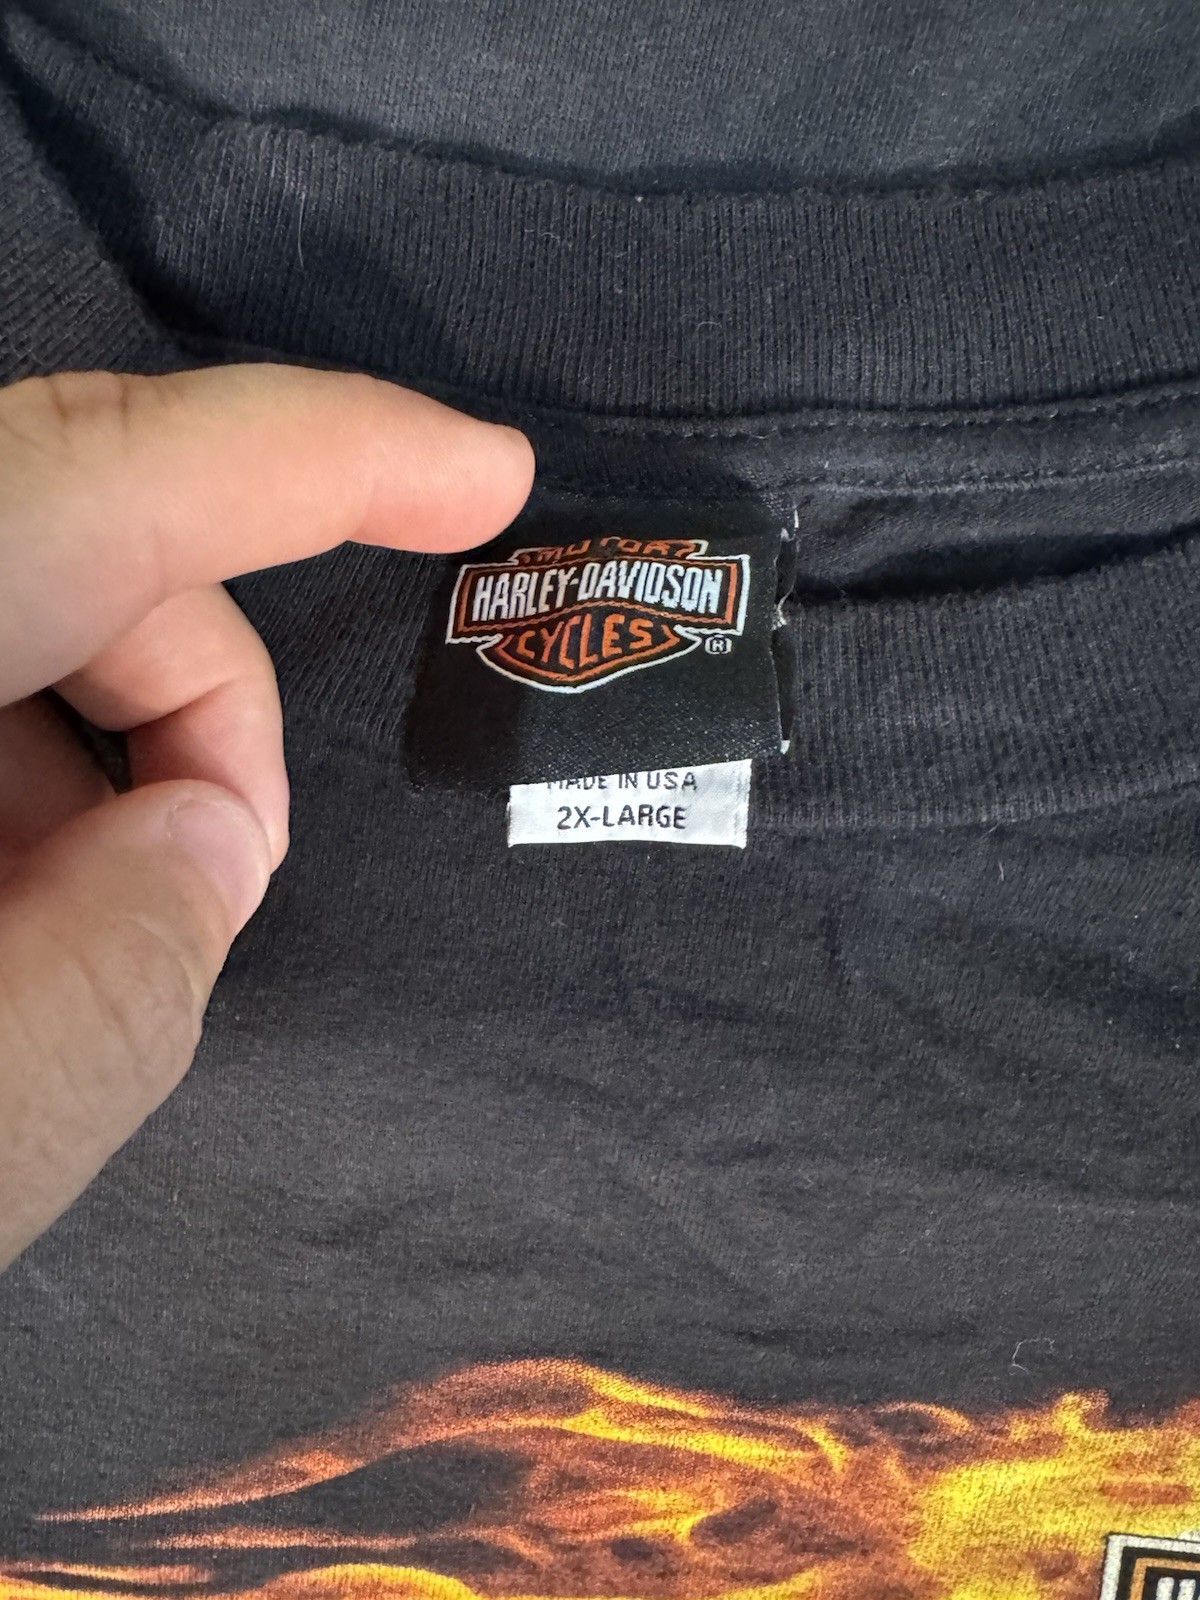 MOTOR
HARLEY-DAVIDSON
CYCLES
®
MADE IN USA
2X-LARGE